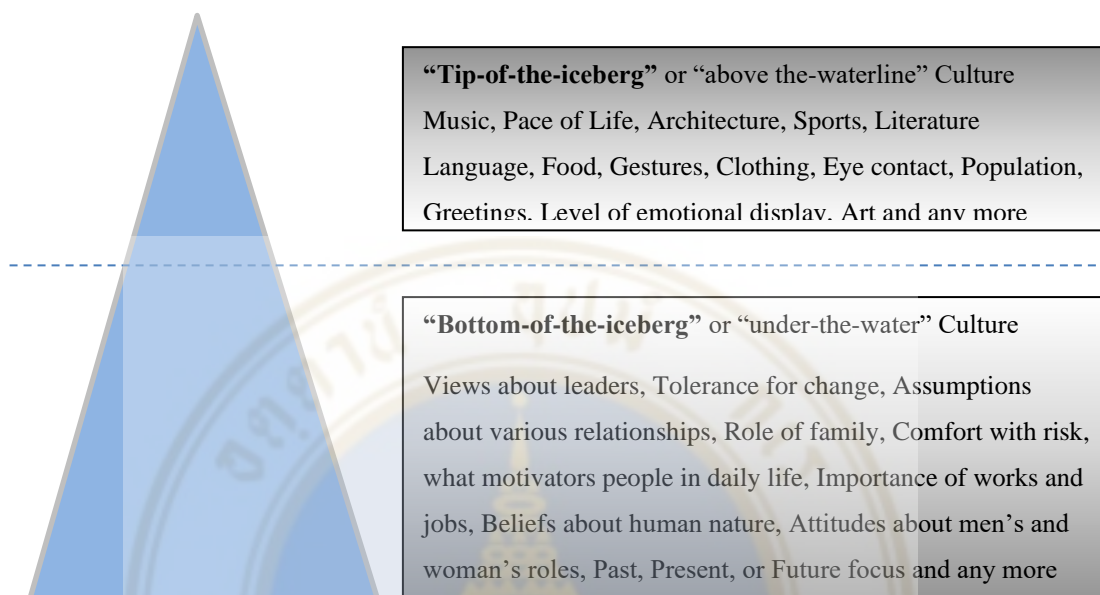 “Tip-of-the-iceberg” or “above the-waterline” Culture
Music, Pace of Life, Architecture, Sports, Literature
Language, Food, Gestures, Clothing, Eye contact, Population,
Greetings, Level of emotional display, Art and any more
“Bottom-of-the-iceberg” or “under-the-water” Culture
Views about leaders, Tolerance for change, Assumptions
about various relationships, Role of family, Comfort with risk,
what motivators people in daily life, Importance of works and
jobs, Beliefs about human nature, Attitudes about men’s and
woman’s roles, Past, Present, or Future focus and any more